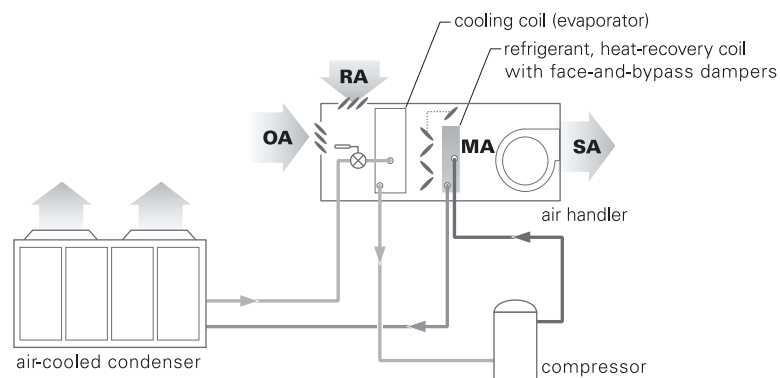 cooling coil (evaporator)
refrigerant, heat-recovery coil
with face-and-bypass dampers
RA
OA
MA
SA
air handler
air-cooled condenser
compressor